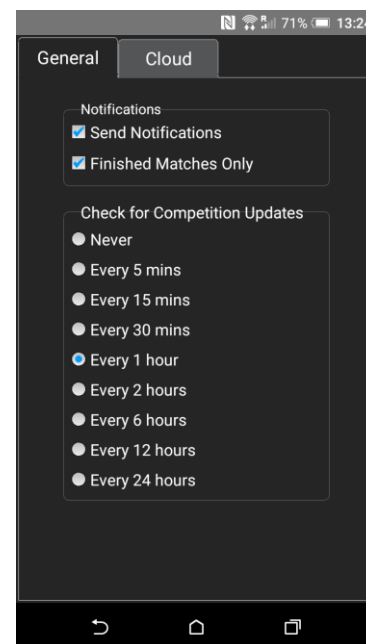 71% 13:24
General Cloud
Notifications
Send Notifications
Finished Matches Only
Check for Competition Updates
Never
Every 5 mins
Every 15 mins
Every 30 mins
Every 1 hour
Every 2 hours
Every 6 hours
Every 12 hours
Every 24 hours